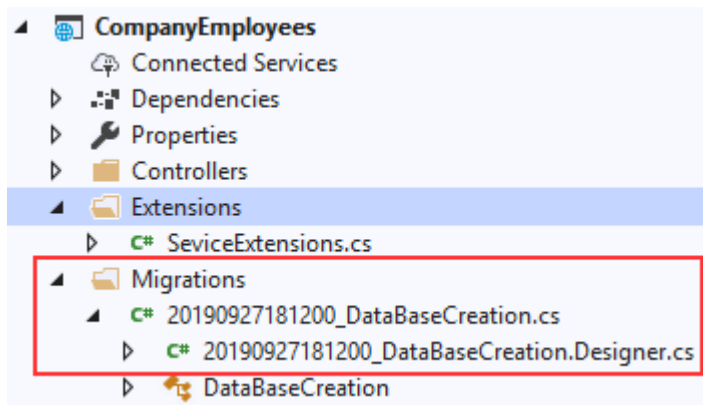 CompanyEmployees
Connected Services
Dependencies
Properties
Controllers
Extensions
C# SeviceExtensions.cs
Migrations
C# 20190927181200_DataBaseCreation.cs
C# 20190927181200_DataBaseCreation.Designer.cs
DataBaseCreation